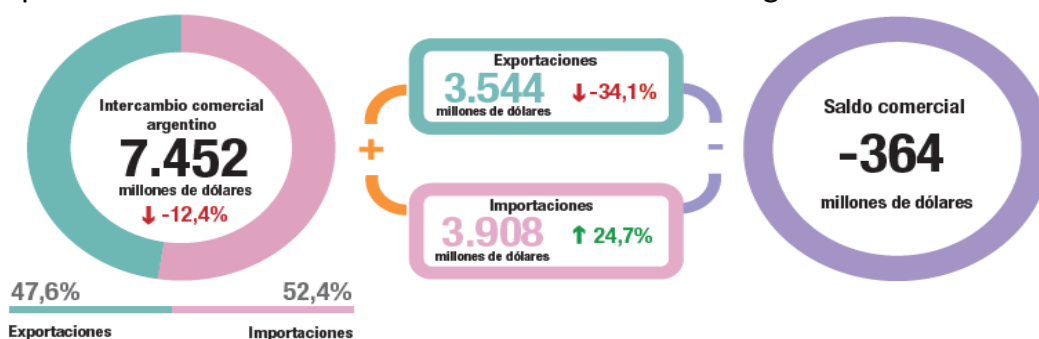 Intercambio comercial
argentino
7.452
millones de dólares
↓ -12,4%
47,6%
52,4%
Exportaciones
Importaciones
+
Exportaciones
3.544
↓ -34,1%
millones de dólares
Importaciones
3.908
↑ 24,7%
millones de dólares
-
Saldo comercial
-364
millones de dólares